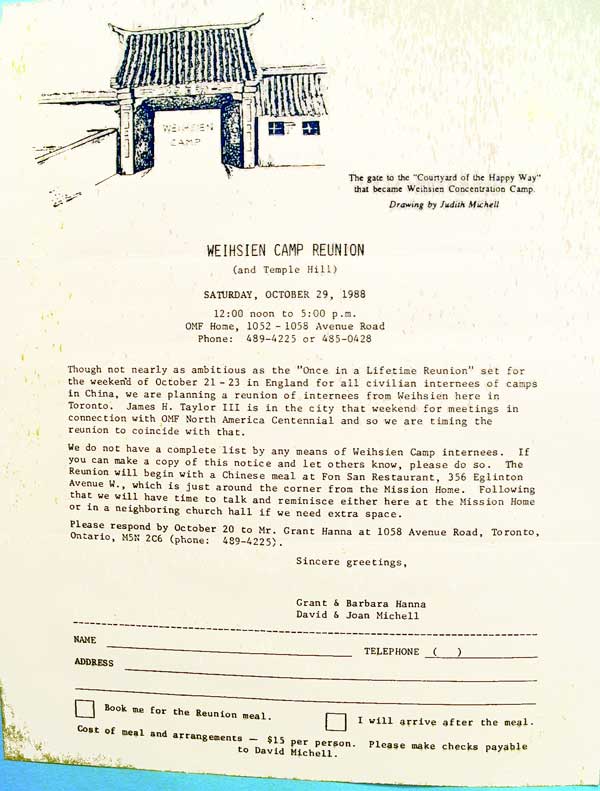 WEIHSIEN
CAMP
The gate to the "Courtyard of the Happy Way"
that became Weihsien Concentration Camp.
Drawing by Judith Michell
WEIHSIEN CAMP REUNION
(and Temple Hill)
SATURDAY, OCTOBER 29, 1988
12:00 noon to 5:00 p.m.
OMF Home, 1052 - 1058 Avenue Road
Phone: 489-4225 or 485-0428
Though not nearly as ambitious as the "Once in a Lifetime Reunion" set for
the weekend of October 21 - 23 in England for all civilian internees of camps
in China, we are planning a reunion of internees from Weihsien here in
Toronto. James H. Taylor III is in the city that weekend for meetings in
connection with OMF North America Centennial and so we are timing the
reunion to coincide with that.
We do not have a complete list by any means of Weihsien Camp internees. If
you can make a copy of this notice and let others know, please do so. The
Reunion will begin with a Chinese meal at Fon San Restaurant, 356 Eglinton
Avenue W., which is just around the corner from the Mission Home. Following
that we will have time to talk and reminisce either here at the Mission Home
or in a neighboring church hall if we need extra space.
Please respond by October 20 to Mr. Grant Hanna at 1058 Avenue Road, Toronto,
Ontario, M5N 2C6 (phone: 489-4225).
Sincere greetings,
Grant & Barbara Hanna
David & Joan Michell
NAME TELEPHONE ( )
ADDRESS
Book me for the Reunion meal. I will arrive after the meal.
Cost of meal and arrangements — $15 per person. Please make checks payable
to David Michell.